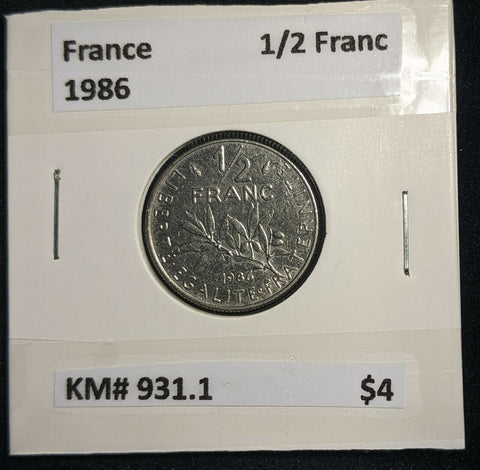 France 1/2 Franc
1986
1/2
FRANC
LIBERTÉ·ÉGALITÉ·FRATERNITÉ
1986
KM# 931.1 $4